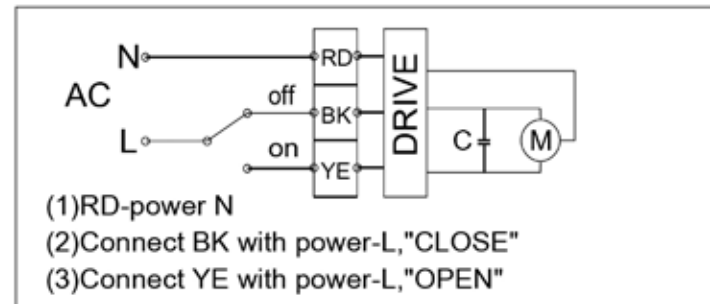 N
RD
AC
off
BK
L
on
YE
DRIVE
C
M
(1)RD-power N
(2)Connect BK with power-L,"CLOSE"
(3)Connect YE with power-L,"OPEN"